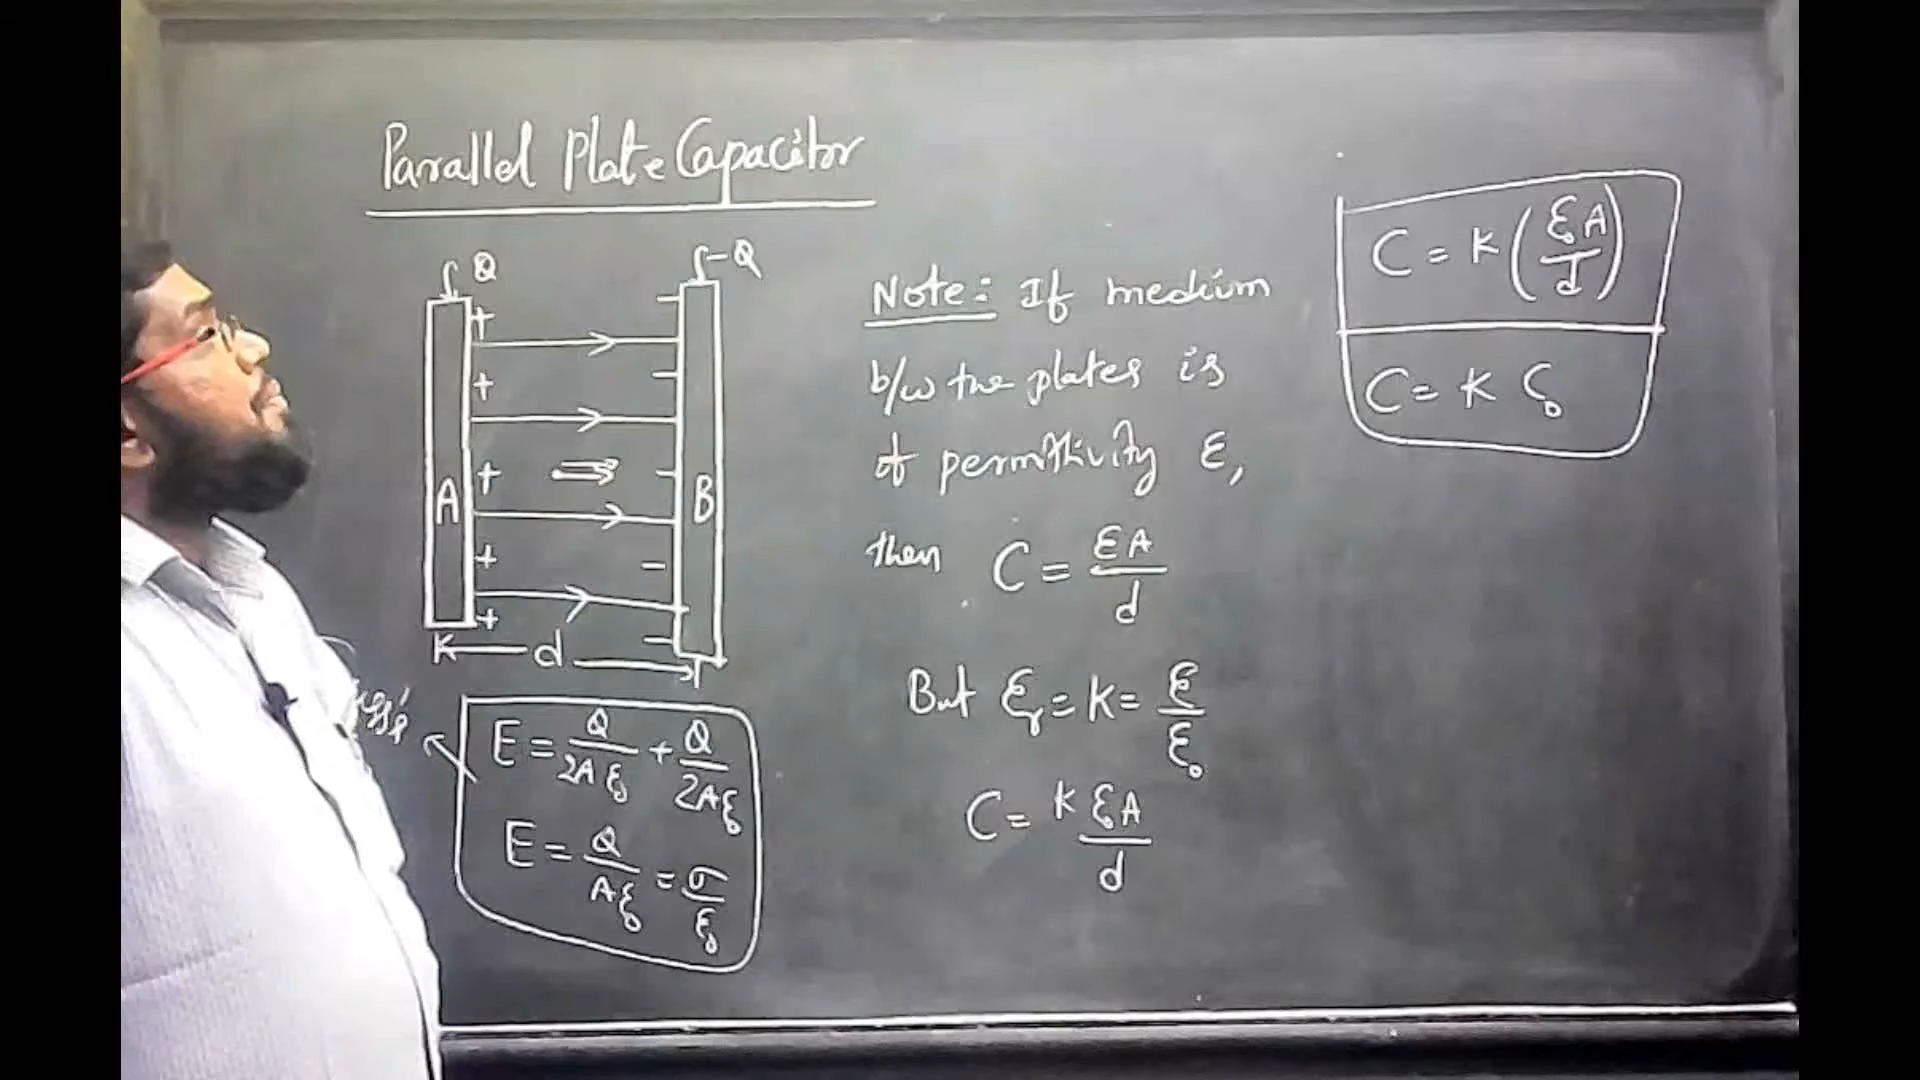 Parallel Plate Capacitor
Q
-Q
+
+
+
+
+
A
B
d
E = Q/2Aε₀ + Q/2Aε₀
E = Q/Aε₀ = σ/ε₀
Note:- If medium
b/w the plates is
of permittivity ε,
then C = εA/d
But εᵣ = K = ε/ε₀
C = K ε₀A/d
C = K (ε₀A/d)
C = K C₀